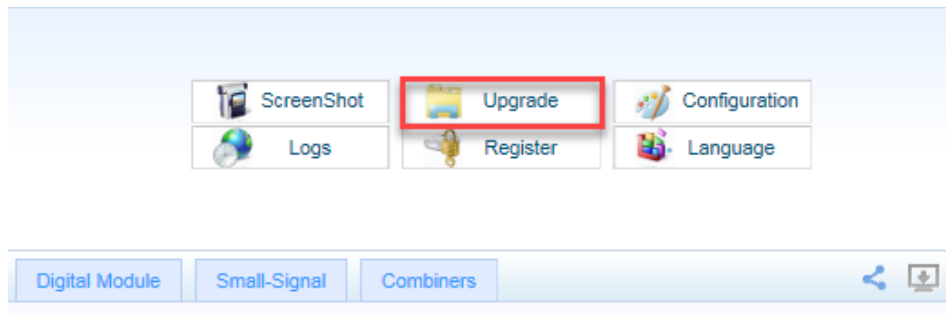 ScreenShot Upgrade Configuration
Logs Register Language
Digital Module Small-Signal Combiners